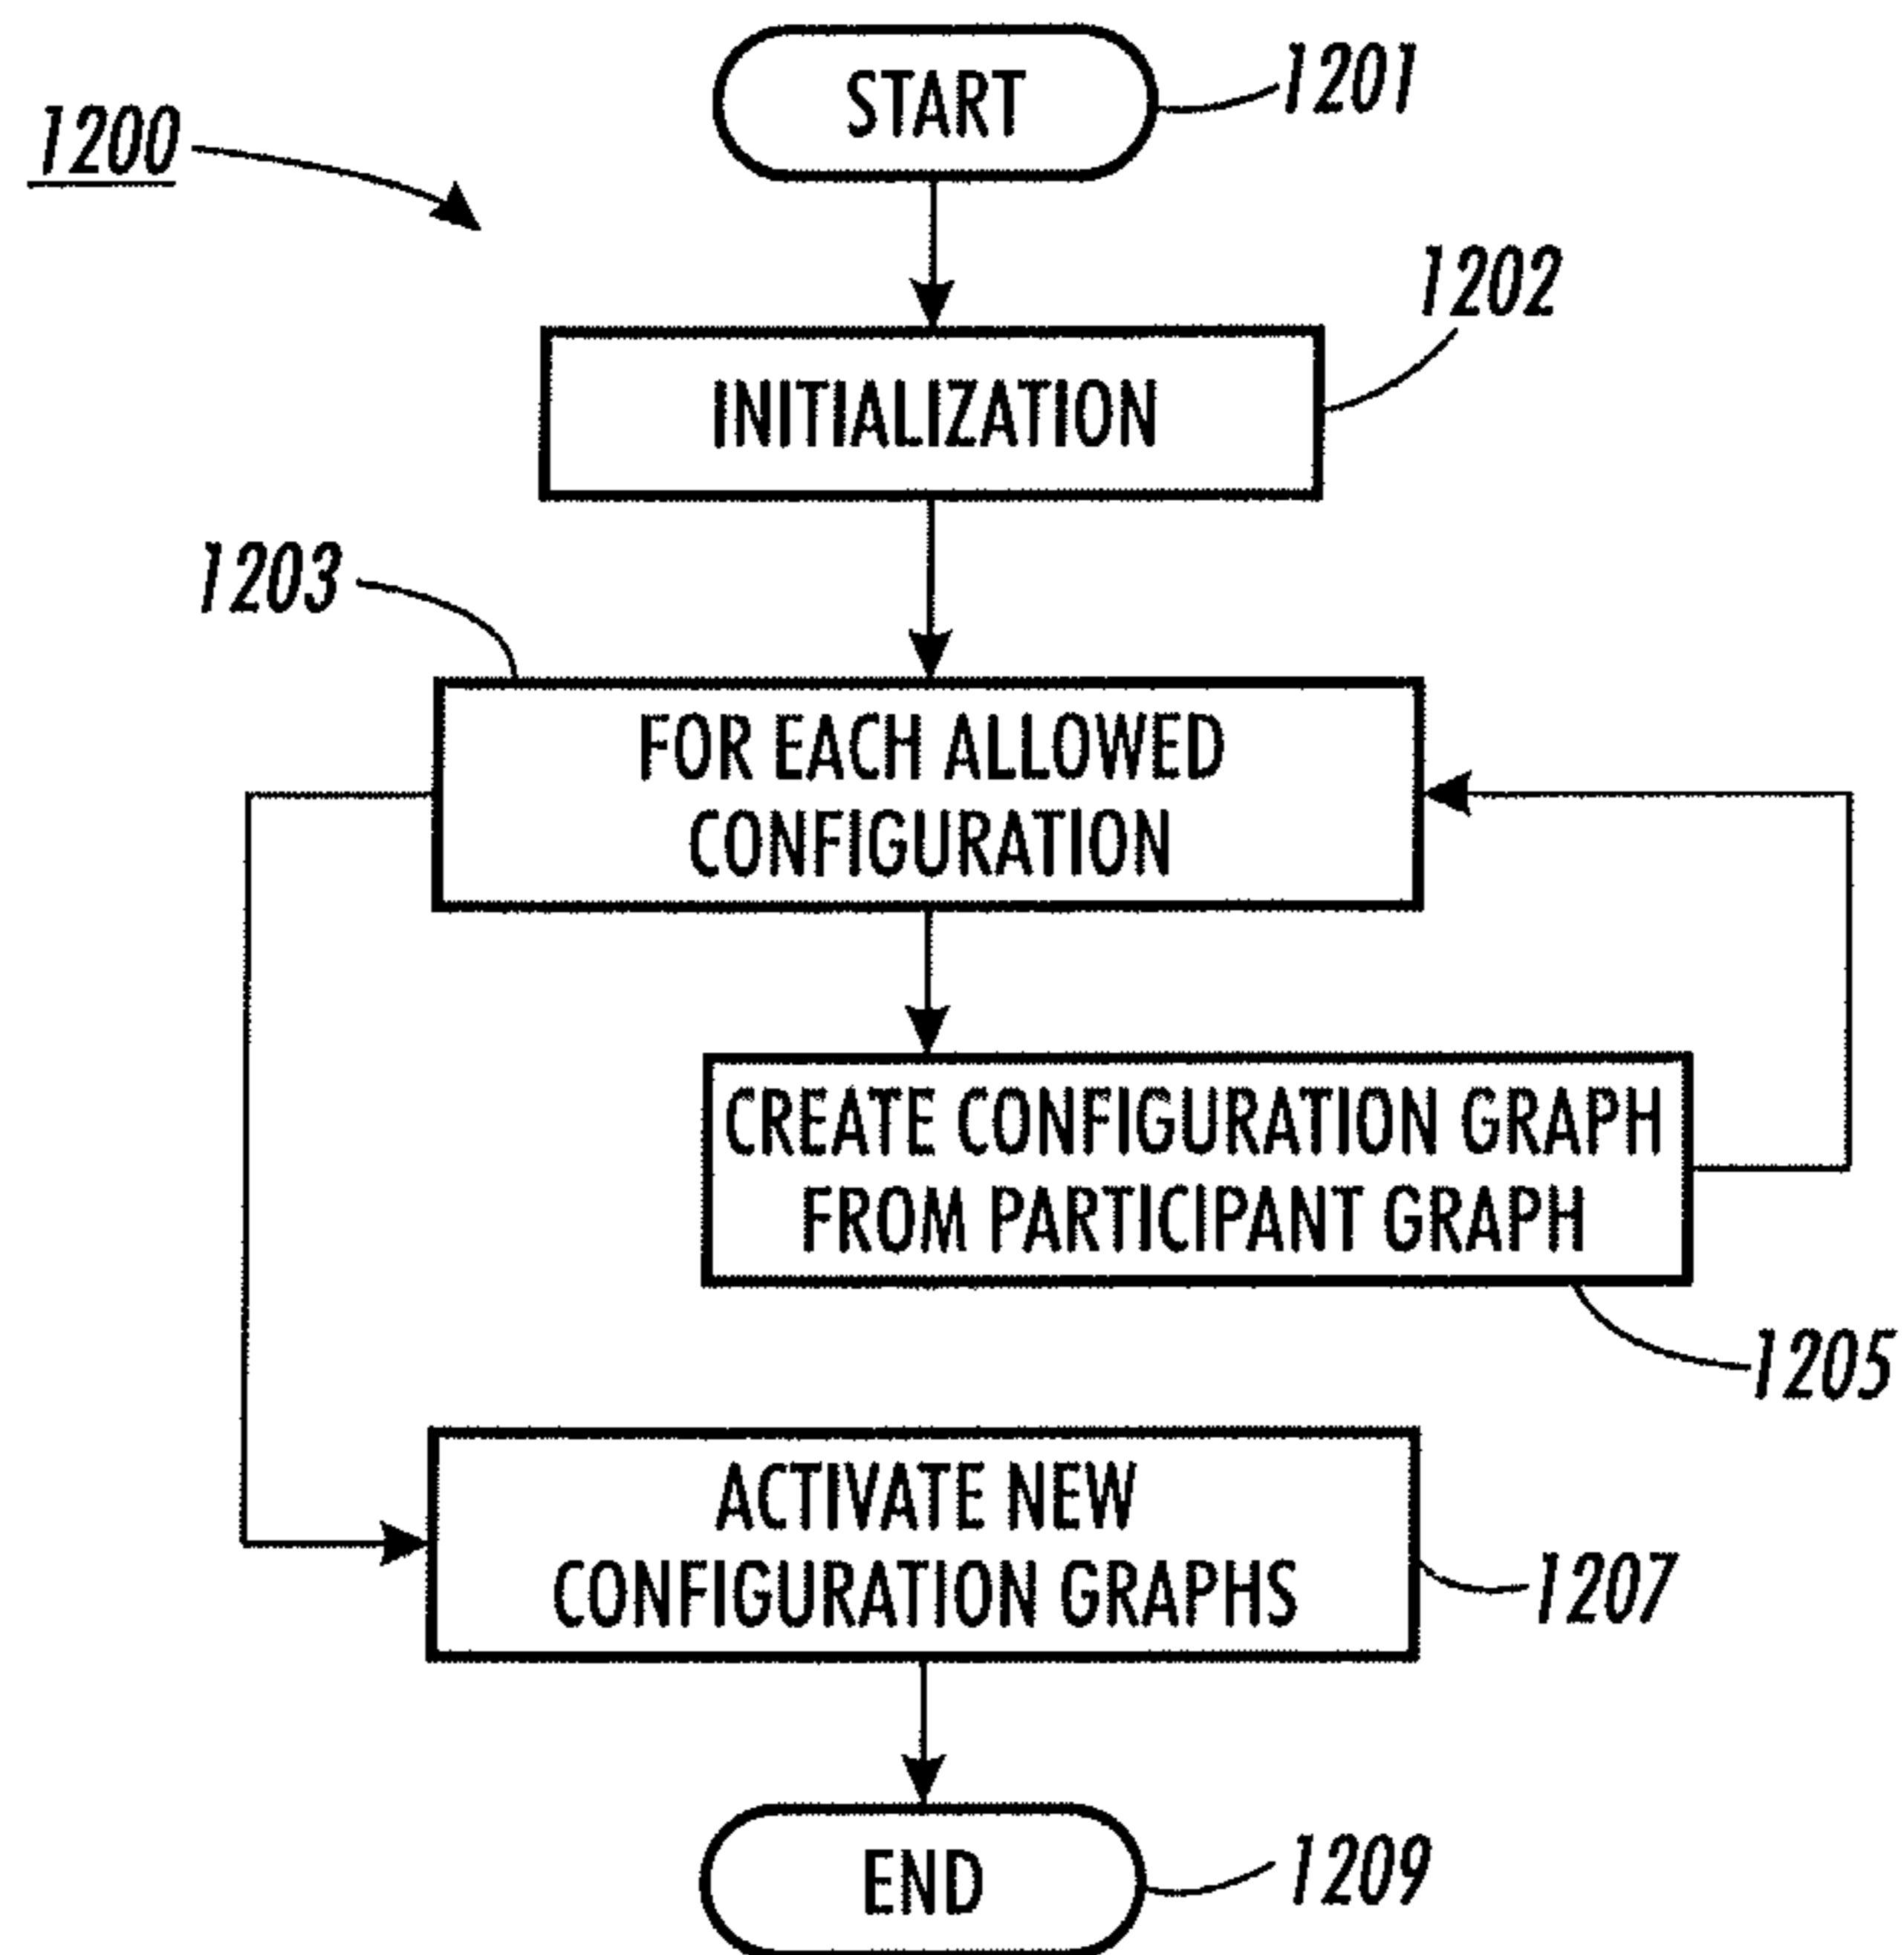 START
1201
1200
1202
INITIALIZATION
1203
FOR EACH ALLOWED
CONFIGURATION
CREATE CONFIGURATION GRAPH
FROM PARTICIPANT GRAPH
1205
ACTIVATE NEW
CONFIGURATION GRAPHS
1207
END
1209